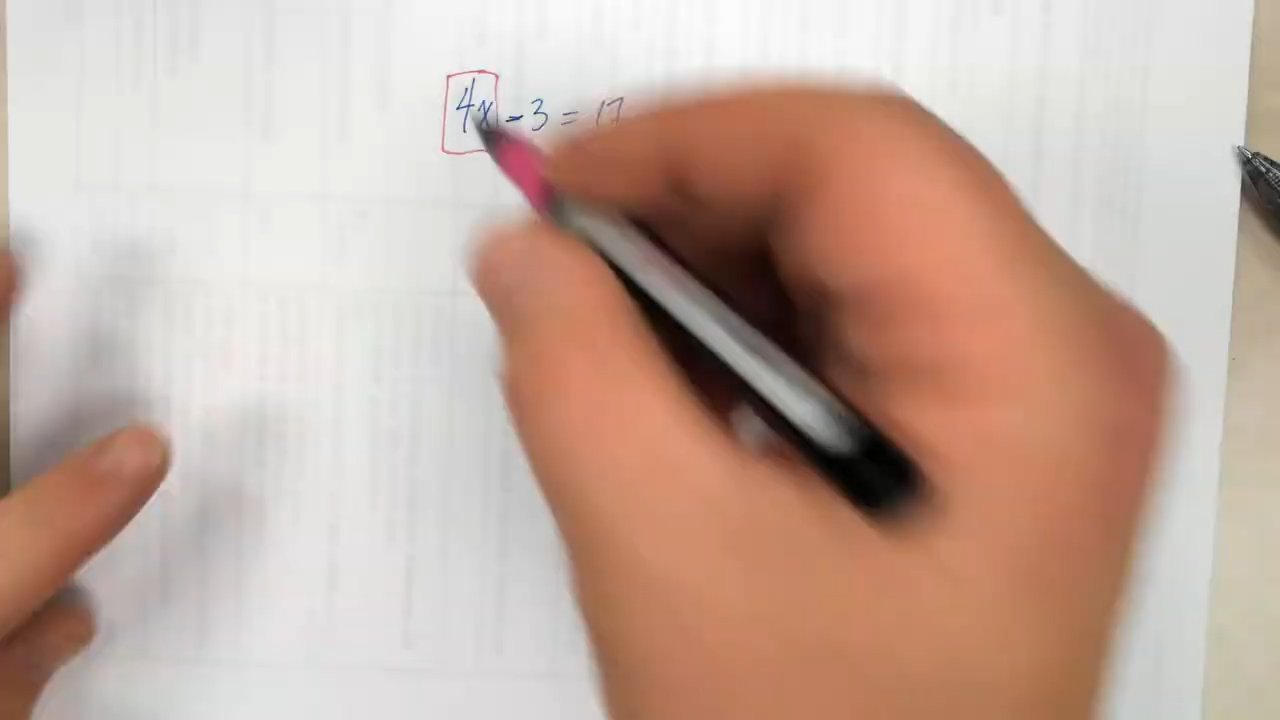 4x - 3 = 17